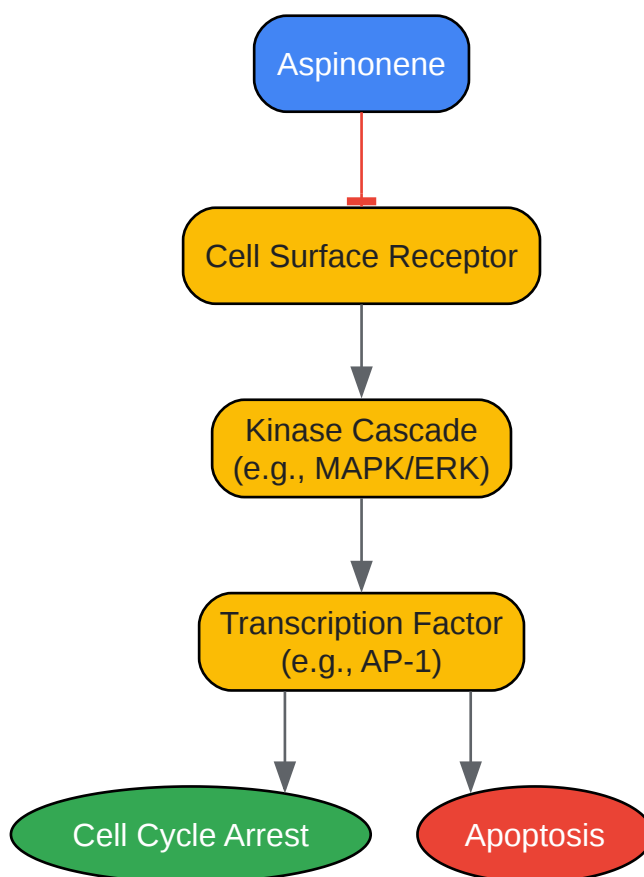 Aspinonene
Cell Surface Receptor
Kinase Cascade
(e.g., MAPK/ERK)
Transcription Factor
(e.g., AP-1)
Cell Cycle Arrest
Apoptosis